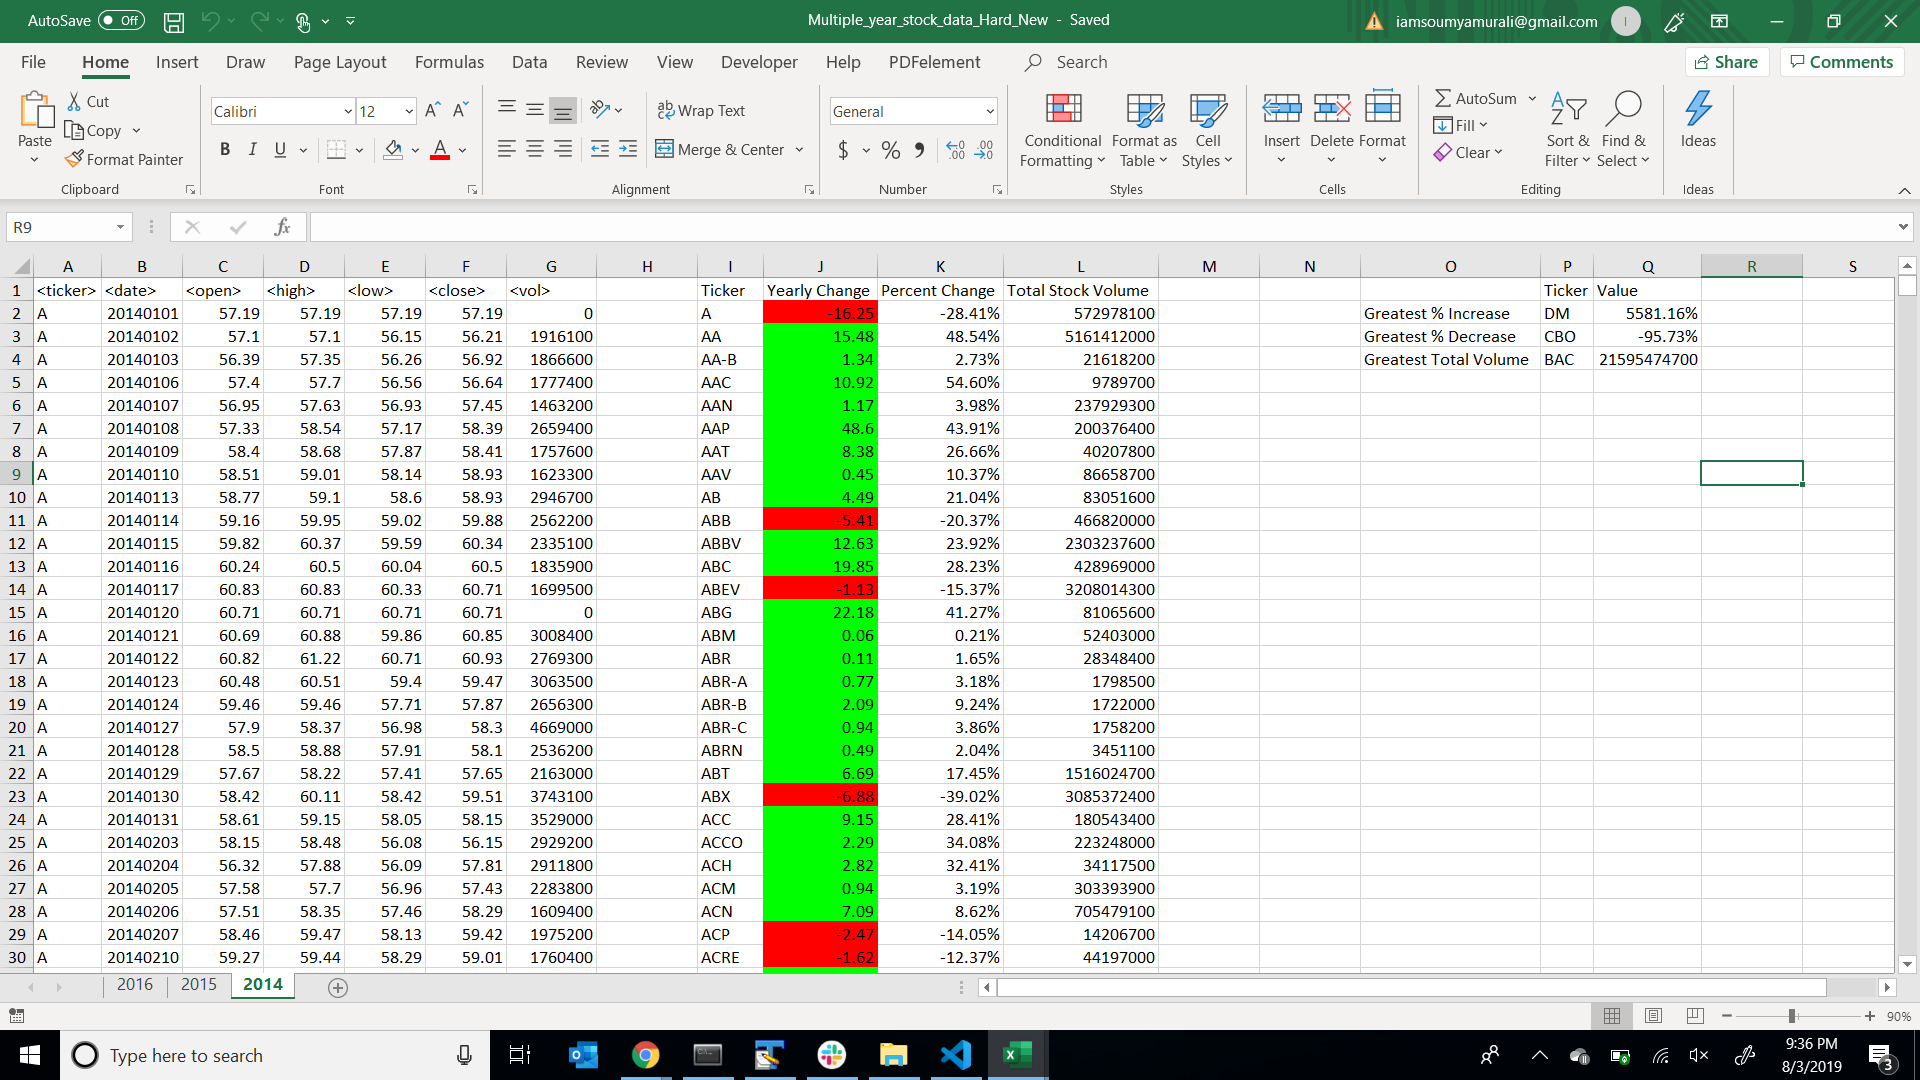 AutoSave Off Multiple_year_stock_data_Hard_New - Saved iamsoumyamurali@gmail.com I
File Home Insert Draw Page Layout Formulas Data Review View Developer Help PDFelement Search Share Comments
Paste Cut Copy Format Painter Clipboard
Calibri 12 B I U A Font
ab Wrap Text Merge & Center Alignment
General $ % Number
Conditional Formatting Format as Table Cell Styles Styles
Insert Delete Format Cells
AutoSum Fill Clear Sort & Filter Find & Select Editing
Ideas Ideas
R9 fx
A B C D E F G H I J K L M N O P Q R S
1 <ticker> <date> <open> <high> <low> <close> <vol> Ticker Yearly Change Percent Change Total Stock Volume Ticker Value
2 A 20140101 57.19 57.19 57.19 57.19 0 A -16.25 -28.41% 572978100 Greatest % Increase DM 5581.16%
3 A 20140102 57.1 57.1 56.15 56.21 1916100 AA 15.48 48.54% 5161412000 Greatest % Decrease CBO -95.73%
4 A 20140103 56.39 57.35 56.26 56.92 1866600 AA-B 1.34 2.73% 21618200 Greatest Total Volume BAC 21595474700
5 A 20140106 57.4 57.7 56.56 56.64 1777400 AAC 10.92 54.60% 9789700
6 A 20140107 56.95 57.63 56.93 57.45 1463200 AAN 1.17 3.98% 237929300
7 A 20140108 57.33 58.54 57.17 58.39 2659400 AAP 48.6 43.91% 200376400
8 A 20140109 58.4 58.68 57.87 58.41 1757600 AAT 8.38 26.66% 40207800
9 A 20140110 58.51 59.01 58.14 58.93 1623300 AAV 0.45 10.37% 86658700
10 A 20140113 58.77 59.1 58.6 58.93 2946700 AB 4.49 21.04% 83051600
11 A 20140114 59.16 59.95 59.02 59.88 2562200 ABB -5.41 -20.37% 466820000
12 A 20140115 59.82 60.37 59.59 60.34 2335100 ABBV 12.63 23.92% 2303237600
13 A 20140116 60.24 60.5 60.04 60.5 1835900 ABC 19.85 28.23% 428969000
14 A 20140117 60.83 60.83 60.33 60.71 1699500 ABEV -1.13 -15.37% 3208014300
15 A 20140120 60.71 60.71 60.71 60.71 0 ABG 22.18 41.27% 81065600
16 A 20140121 60.69 60.88 59.86 60.85 3008400 ABM 0.06 0.21% 52403000
17 A 20140122 60.82 61.22 60.71 60.93 2769300 ABR 0.11 1.65% 28348400
18 A 20140123 60.48 60.51 59.4 59.47 3063500 ABR-A 0.77 3.18% 1798500
19 A 20140124 59.46 59.46 57.71 57.87 2656300 ABR-B 2.09 9.24% 1722000
20 A 20140127 57.9 58.37 56.98 58.3 4669000 ABR-C 0.94 3.86% 1758200
21 A 20140128 58.5 58.88 57.91 58.1 2536200 ABRN 0.49 2.04% 3451100
22 A 20140129 57.67 58.22 57.41 57.65 2163000 ABT 6.69 17.45% 1516024700
23 A 20140130 58.42 60.11 58.42 59.51 3743100 ABX -6.88 -39.02% 3085372400
24 A 20140131 58.61 59.15 58.05 58.15 3529000 ACC 9.15 28.41% 180543400
25 A 20140203 58.15 58.48 56.08 56.15 2929200 ACCO 2.29 34.08% 223248000
26 A 20140204 56.32 57.88 56.09 57.81 2911800 ACH 2.82 32.41% 34117500
27 A 20140205 57.58 57.7 56.96 57.43 2283800 ACM 0.94 3.19% 303393900
28 A 20140206 57.51 58.35 57.46 58.29 1609400 ACN 7.09 8.62% 705479100
29 A 20140207 58.46 59.47 58.13 59.42 1975200 ACP -2.47 -14.05% 14206700
30 A 20140210 59.27 59.44 58.29 59.01 1760400 ACRE -1.62 -12.37% 44197000
2016 2015 2014
90%
Type here to search 9:36 PM
8/3/2019 3